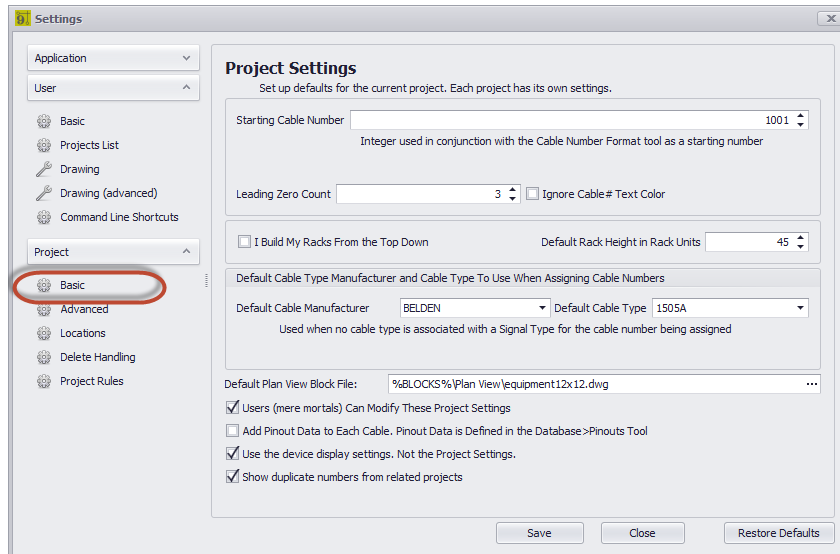 Settings
Application
User
Basic
Projects List
Drawing
Drawing (advanced)
Command Line Shortcuts
Project
Basic
Advanced
Locations
Delete Handling
Project Rules
Project Settings
Set up defaults for the current project. Each project has its own settings.
Starting Cable Number 1001
Integer used in conjunction with the Cable Number Format tool as a starting number
Leading Zero Count 3 Ignore Cable# Text Color
I Build My Racks From the Top Down Default Rack Height in Rack Units 45
Default Cable Type Manufacturer and Cable Type To Use When Assigning Cable Numbers
Default Cable Manufacturer BELDEN Default Cable Type 1505A
Used when no cable type is associated with a Signal Type for the cable number being assigned
Default Plan View Block File: %BLOCKS%\Plan View\equipment12x12.dwg ...
Users (mere mortals) Can Modify These Project Settings
Add Pinout Data to Each Cable. Pinout Data is Defined in the Database>Pinouts Tool
Use the device display settings. Not the Project Settings.
Show duplicate numbers from related projects
Save Close Restore Defaults